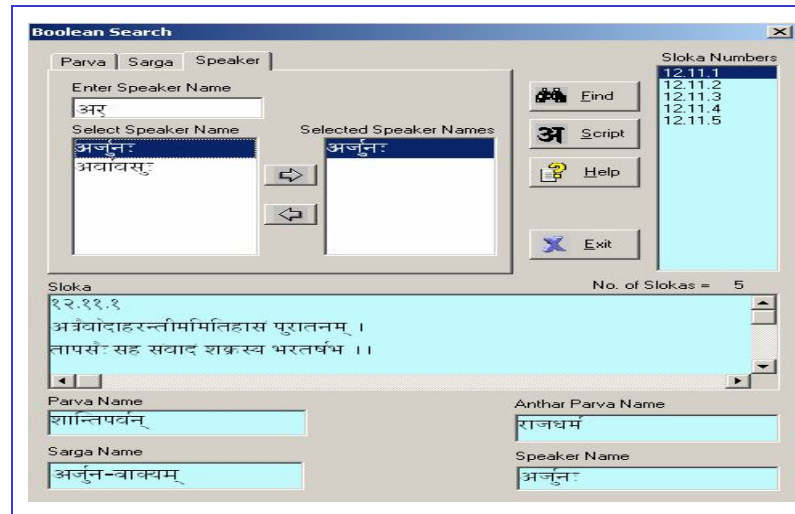 Boolean Search
Parva Sarga Speaker
Enter Speaker Name
अर्
Select Speaker Name
अर्जुनः
अर्वावसुः
Selected Speaker Names
अर्जुनः
Find
अ Script
Help
Exit
Sloka Numbers
12.11.1
12.11.2
12.11.3
12.11.4
12.11.5
Sloka
No. of Slokas = 5
१२.११.१
अत्रैवोदाहरन्तीममितिहासं पुरातनम् ।
तापसैः सह संवादं शक्रस्य भरतर्षभ ।।
Parva Name
शान्तिपर्वन्
Anthar Parva Name
राजधर्म
Sarga Name
अर्जुन-वाक्यम्
Speaker Name
अर्जुनः